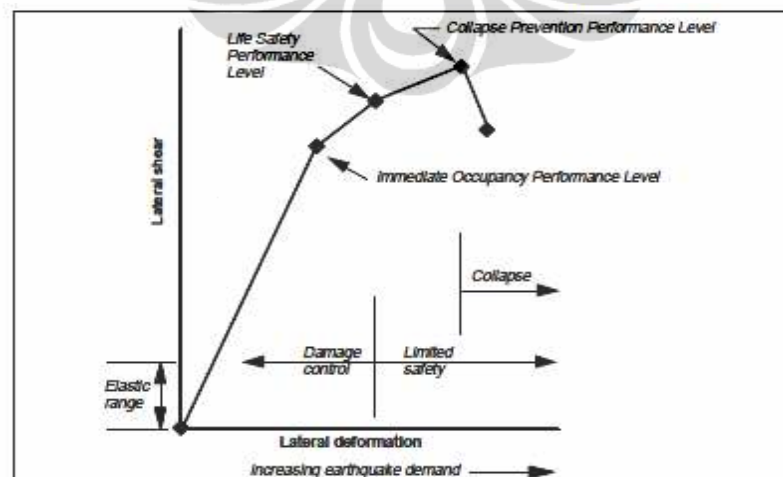 Collapse Prevention Performance Level
Life Safety
Performance
Level
Immediate Occupancy Performance Level
Lateral shear
Collapse
Damage
control
Limited
safety
Elastic
range
Lateral deformation
Increasing earthquake demand